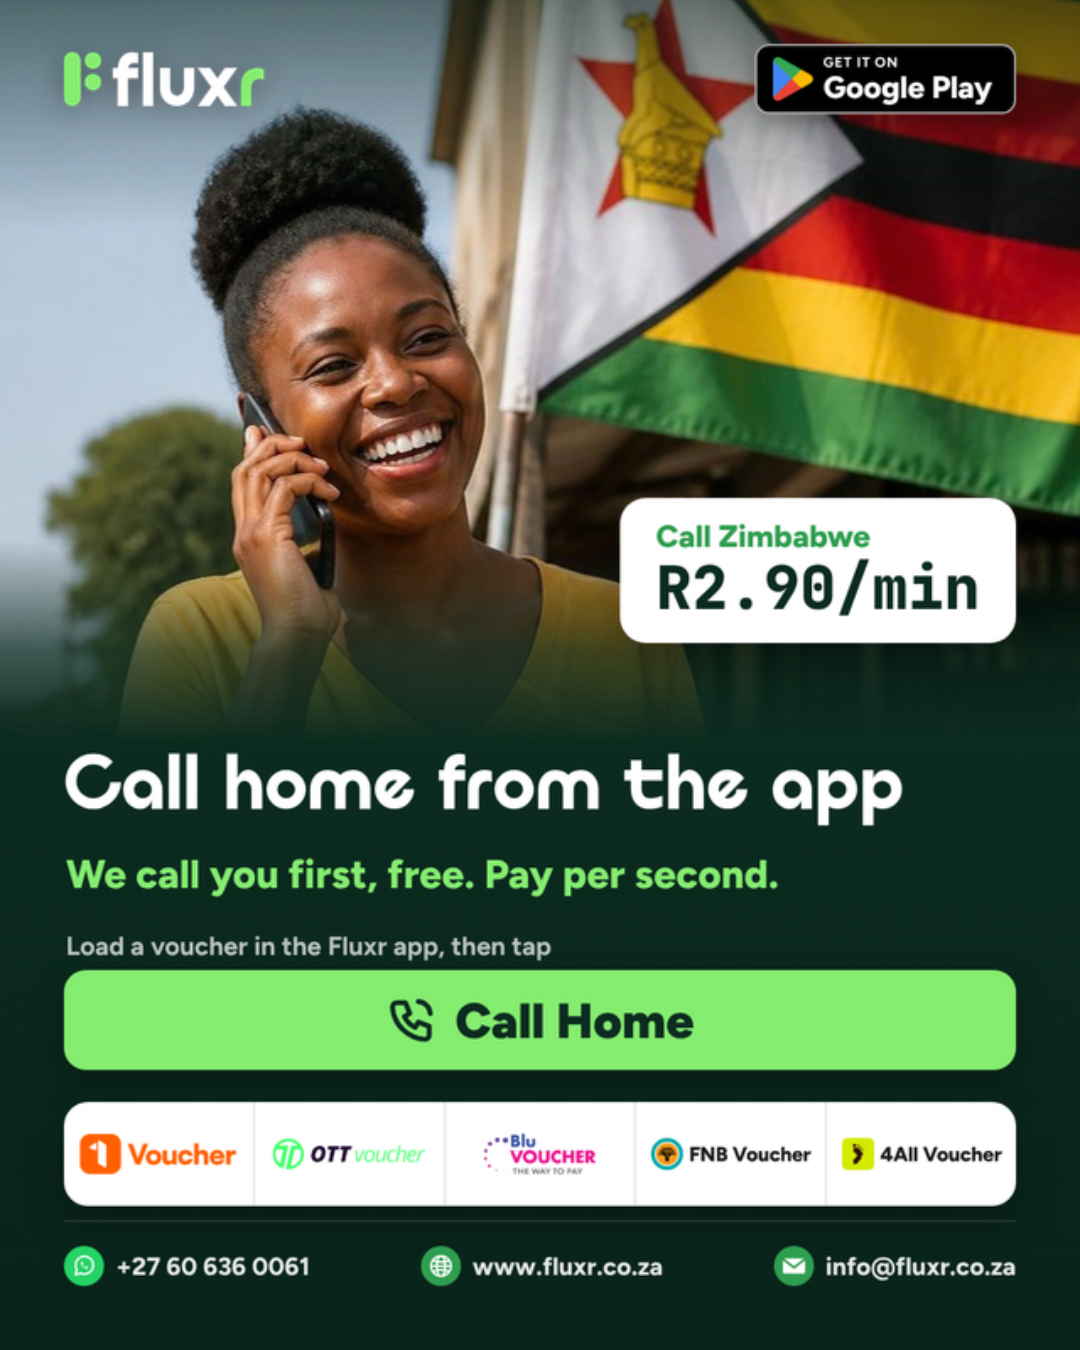 fluxr
GET IT ON
Google Play
Call Zimbabwe
R2.90/min
Call home from the app
We call you first, free. Pay per second.
Load a voucher in the Fluxr app, then tap
Call Home
1 Voucher
OTT voucher
Blu
VOUCHER
THE WAY TO PAY
FNB Voucher
4All Voucher
+27 60 636 0061
www.fluxr.co.za
info@fluxr.co.za